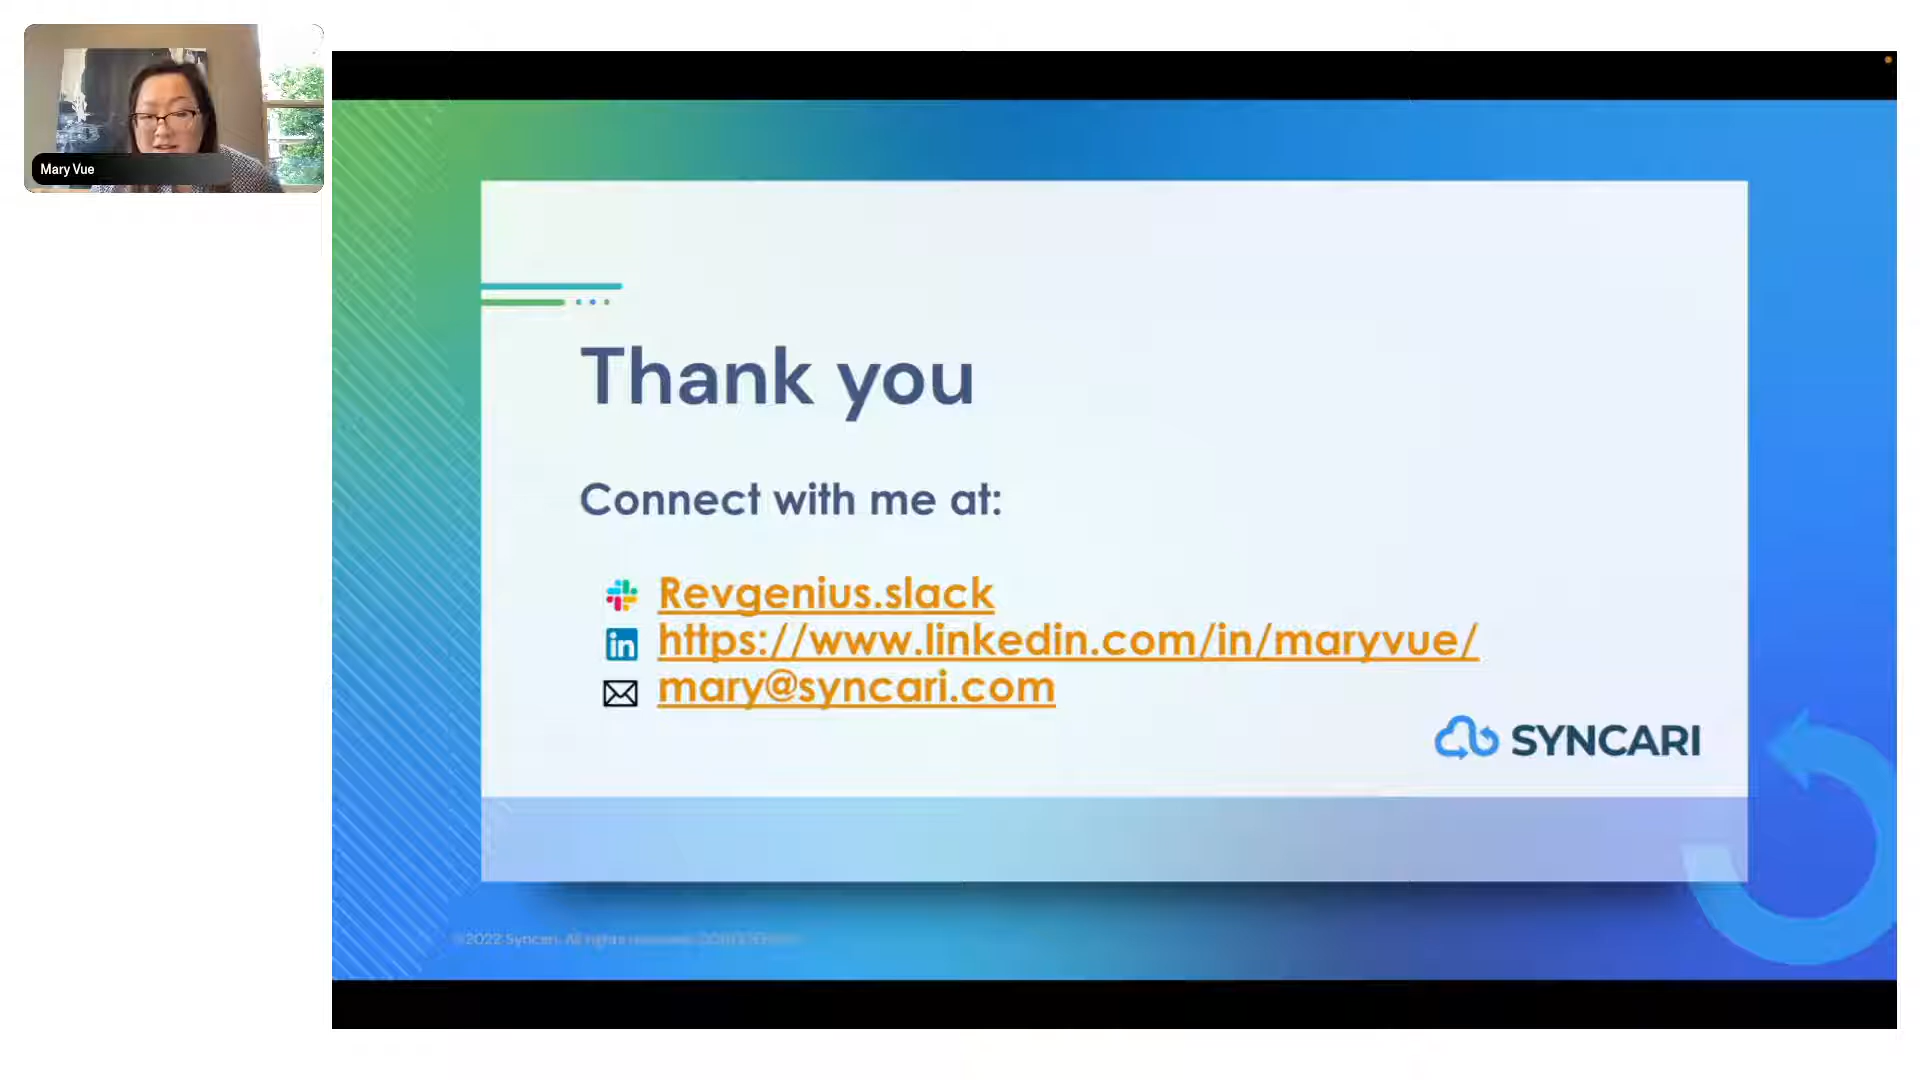 Mary Vue
Thank you
Connect with me at:
Revgenius.slack
https://www.linkedin.com/in/maryvue/
mary@syncari.com
SYNCARI
©2022 Syncari. All rights reserved.